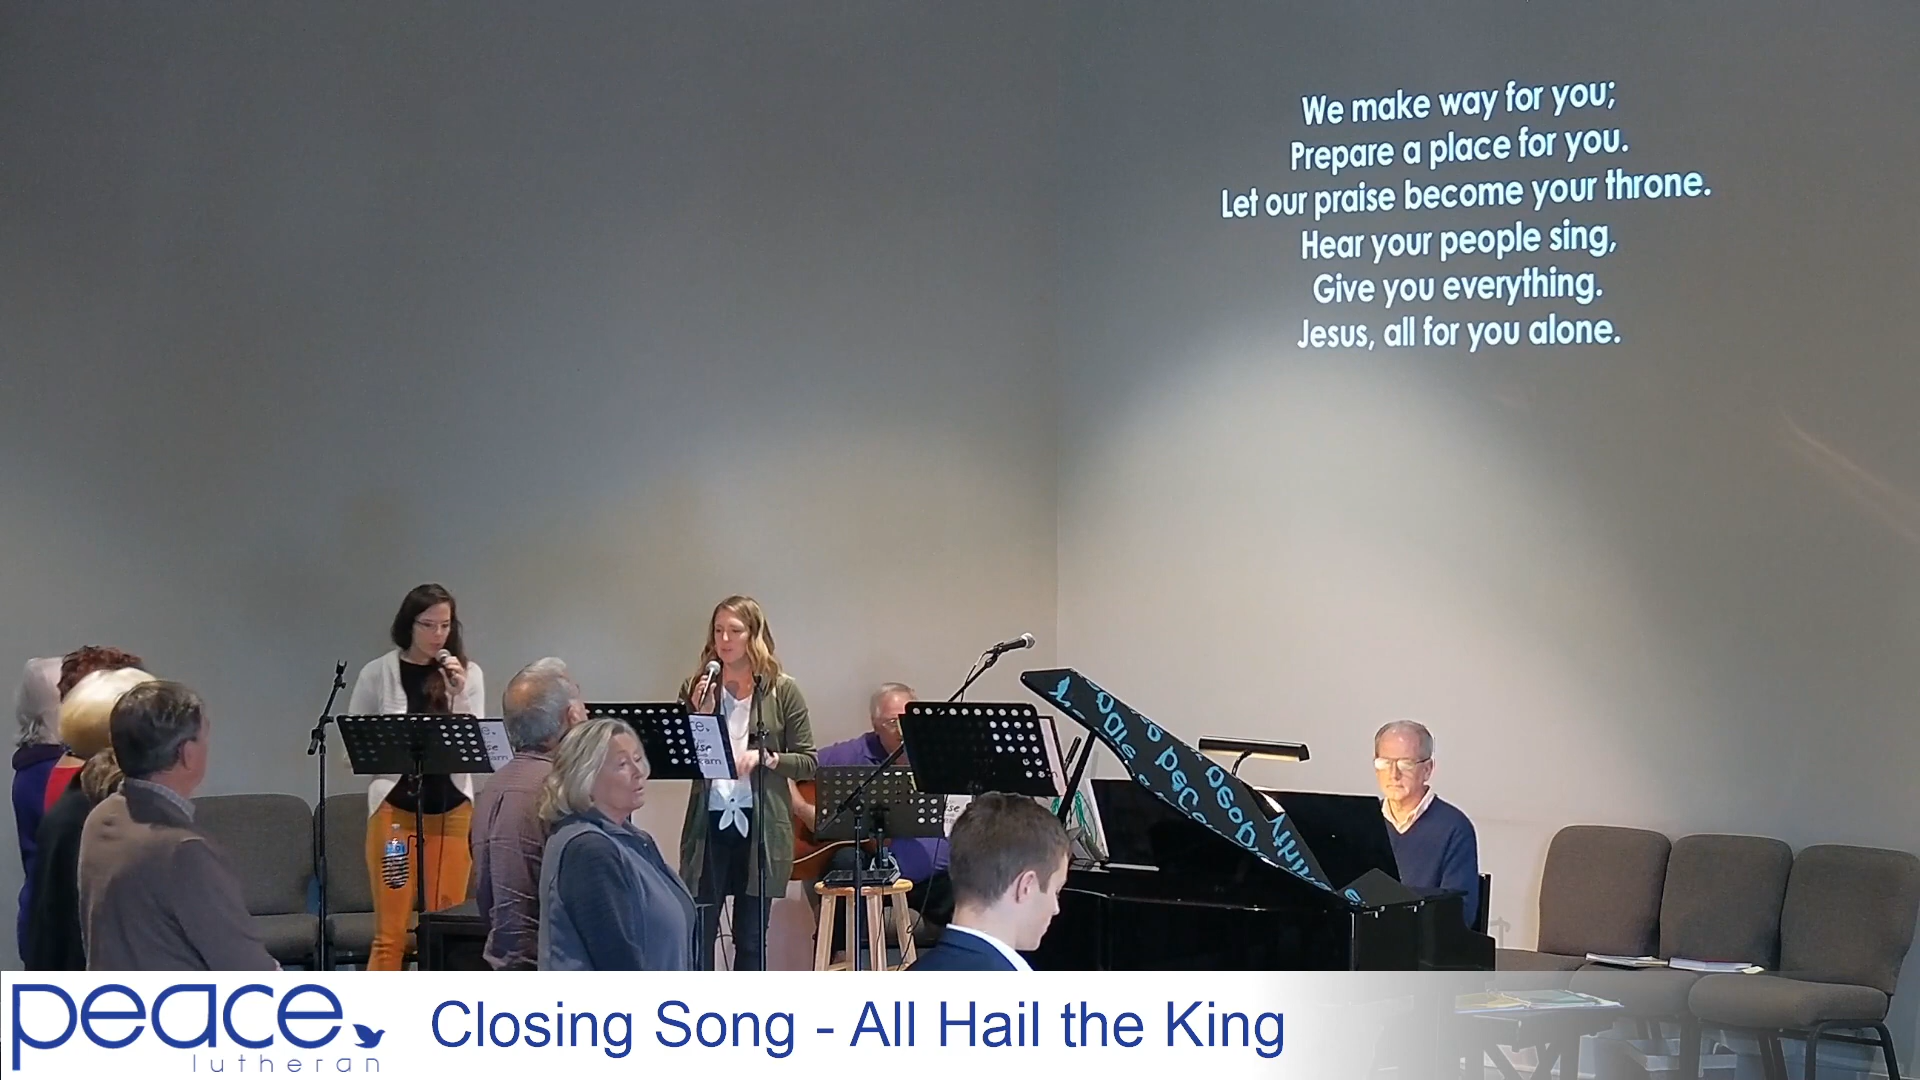 We make way for you;
Prepare a place for you.
Let our praise become your throne.
Hear your people sing,
Give you everything.
Jesus, all for you alone.
peace
lutheran
Closing Song - All Hail the King